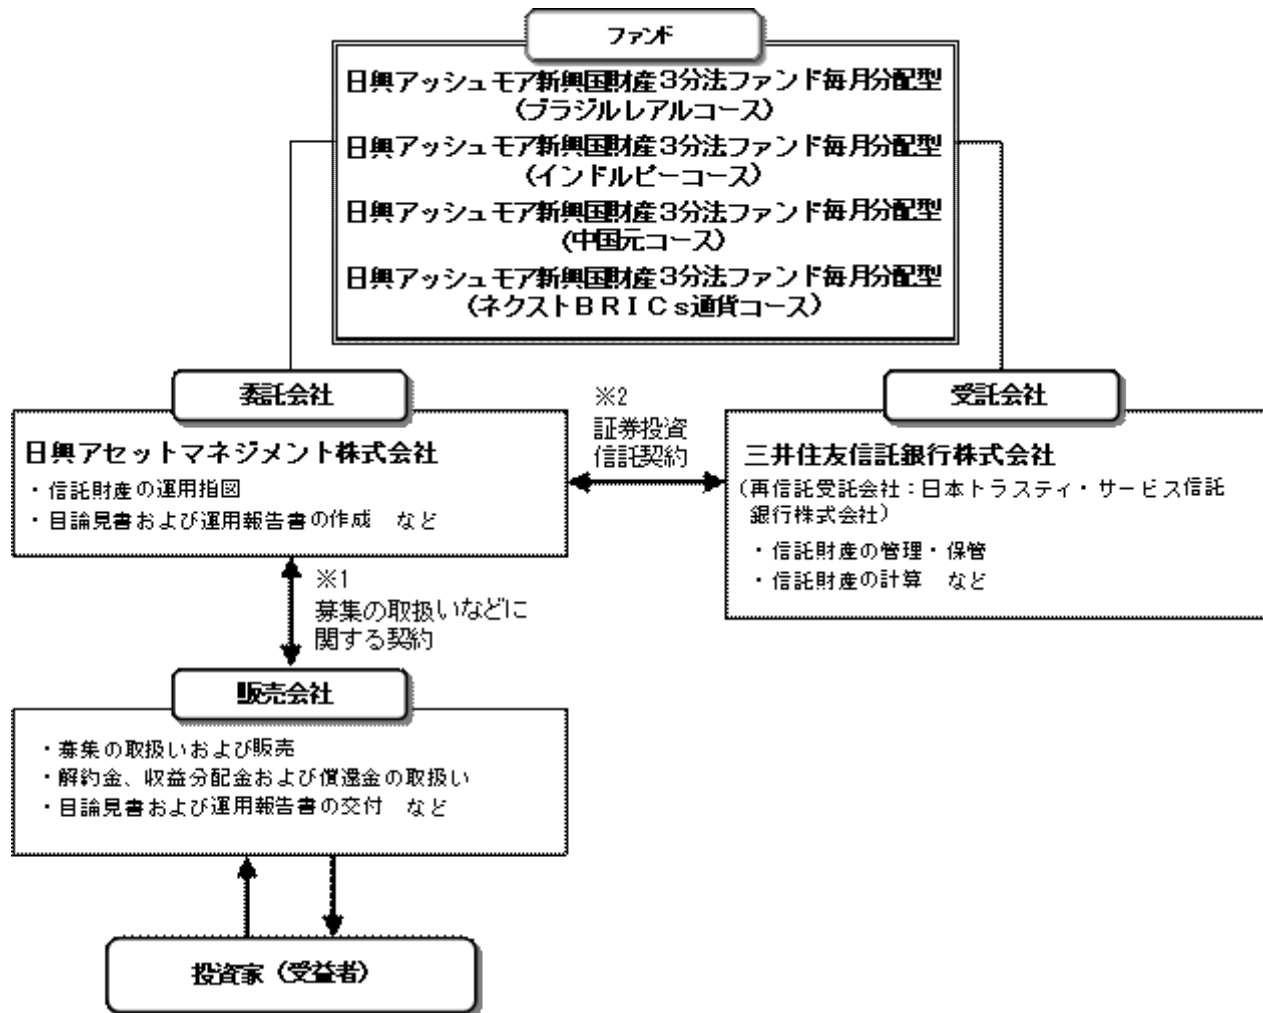 ファンド
日興アッシュモア新興国財産3分法ファンド毎月分配型
(ブラジルレアルコース)
日興アッシュモア新興国財産3分法ファンド毎月分配型
(インドルピーコース)
日興アッシュモア新興国財産3分法ファンド毎月分配型
(中国元コース)
日興アッシュモア新興国財産3分法ファンド毎月分配型
(ネクストBRICs通貨コース)
委託会社
日興アセットマネジメント株式会社
・信託財産の運用指図
・目論見書および運用報告書の作成 など
※2
証券投資
信託契約
受託会社
三井住友信託銀行株式会社
(再信託受託会社:日本トラスティ・サービス信託
銀行株式会社)
・信託財産の管理・保管
・信託財産の計算 など
※1
募集の取扱いなどに
関する契約
販売会社
・募集の取扱いおよび販売
・解約金、収益分配金および償還金の取扱い
・目論見書および運用報告書の交付 など
投資家(受益者)